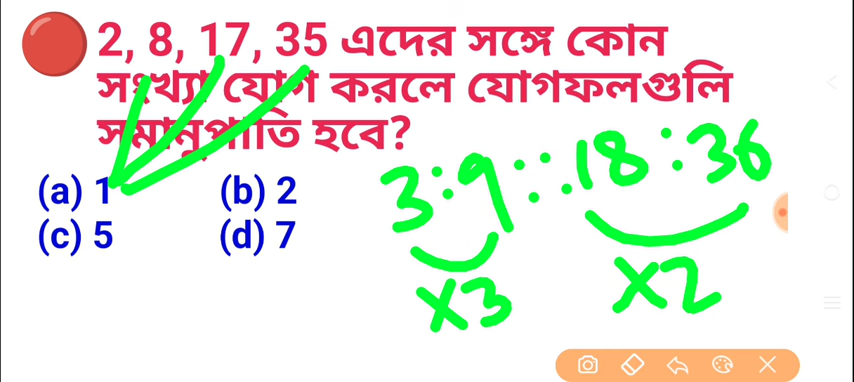 2, 8, 17, 35 এদের সঙ্গে কোন
সংখ্যা যোগ করলে যোগফলগুলি
সমানুপাতি হবে?
(a) 1 (b) 2
(c) 5 (d) 7
3:9::18:36
×3 ×2